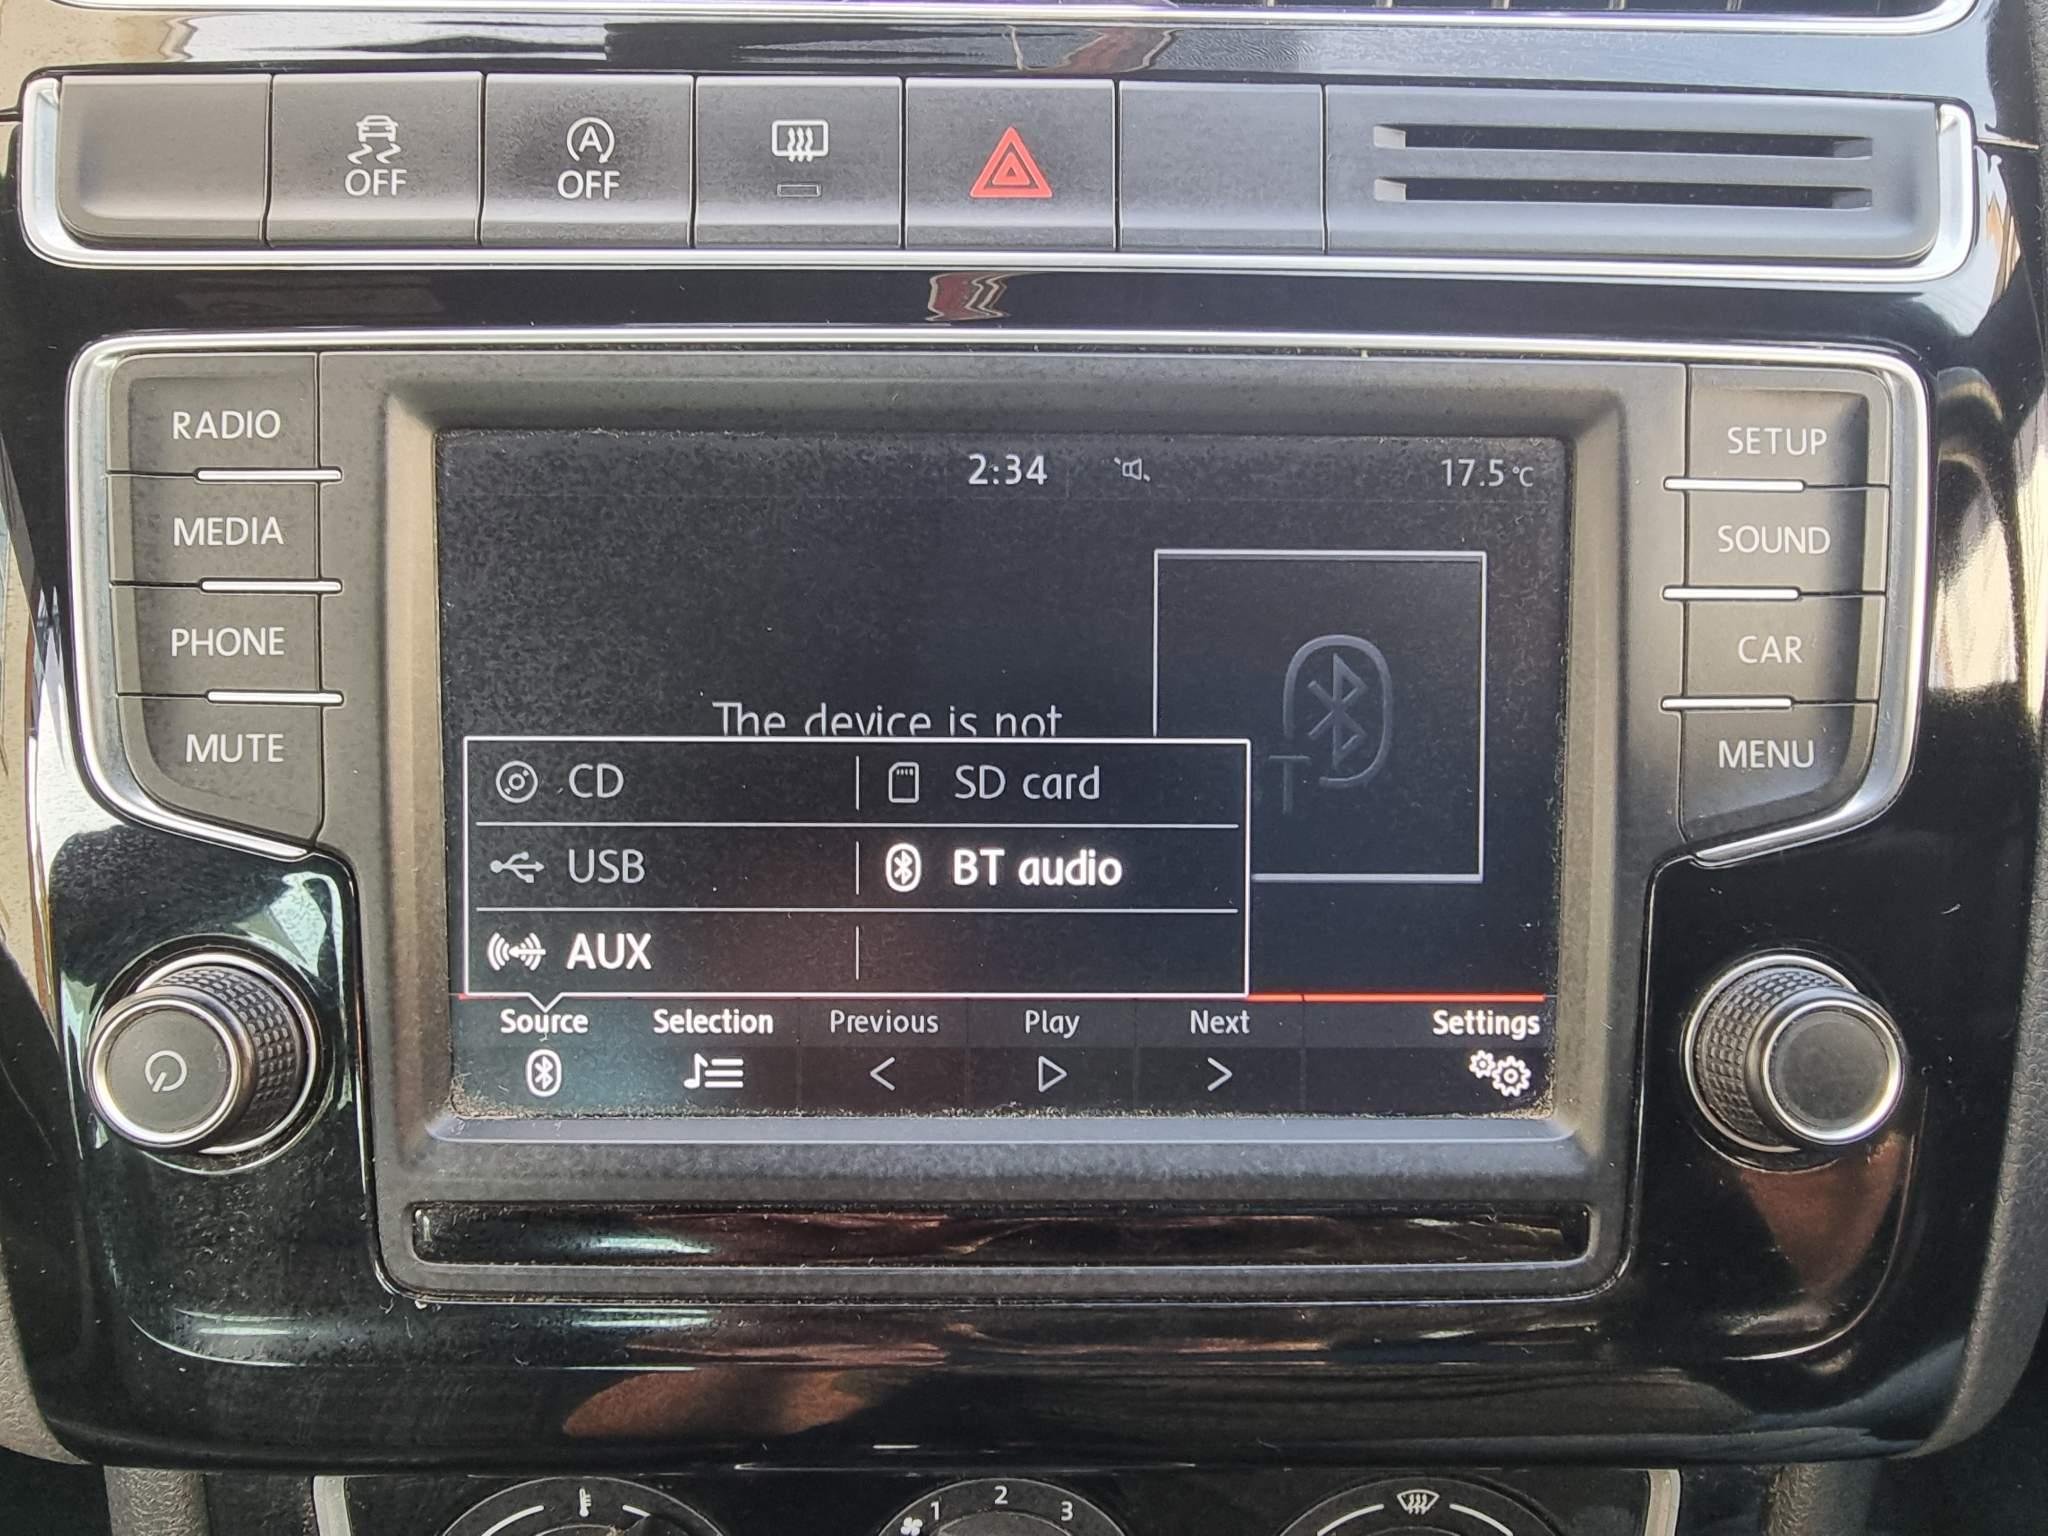 OFF
A
OFF
RADIO
MEDIA
PHONE
MUTE
SETUP
SOUND
CAR
MENU
2:34
17.5 °C
The device is not
T
CD
SD card
USB
BT audio
AUX
Source
Selection
Previous
Play
Next
Settings
1
2
3